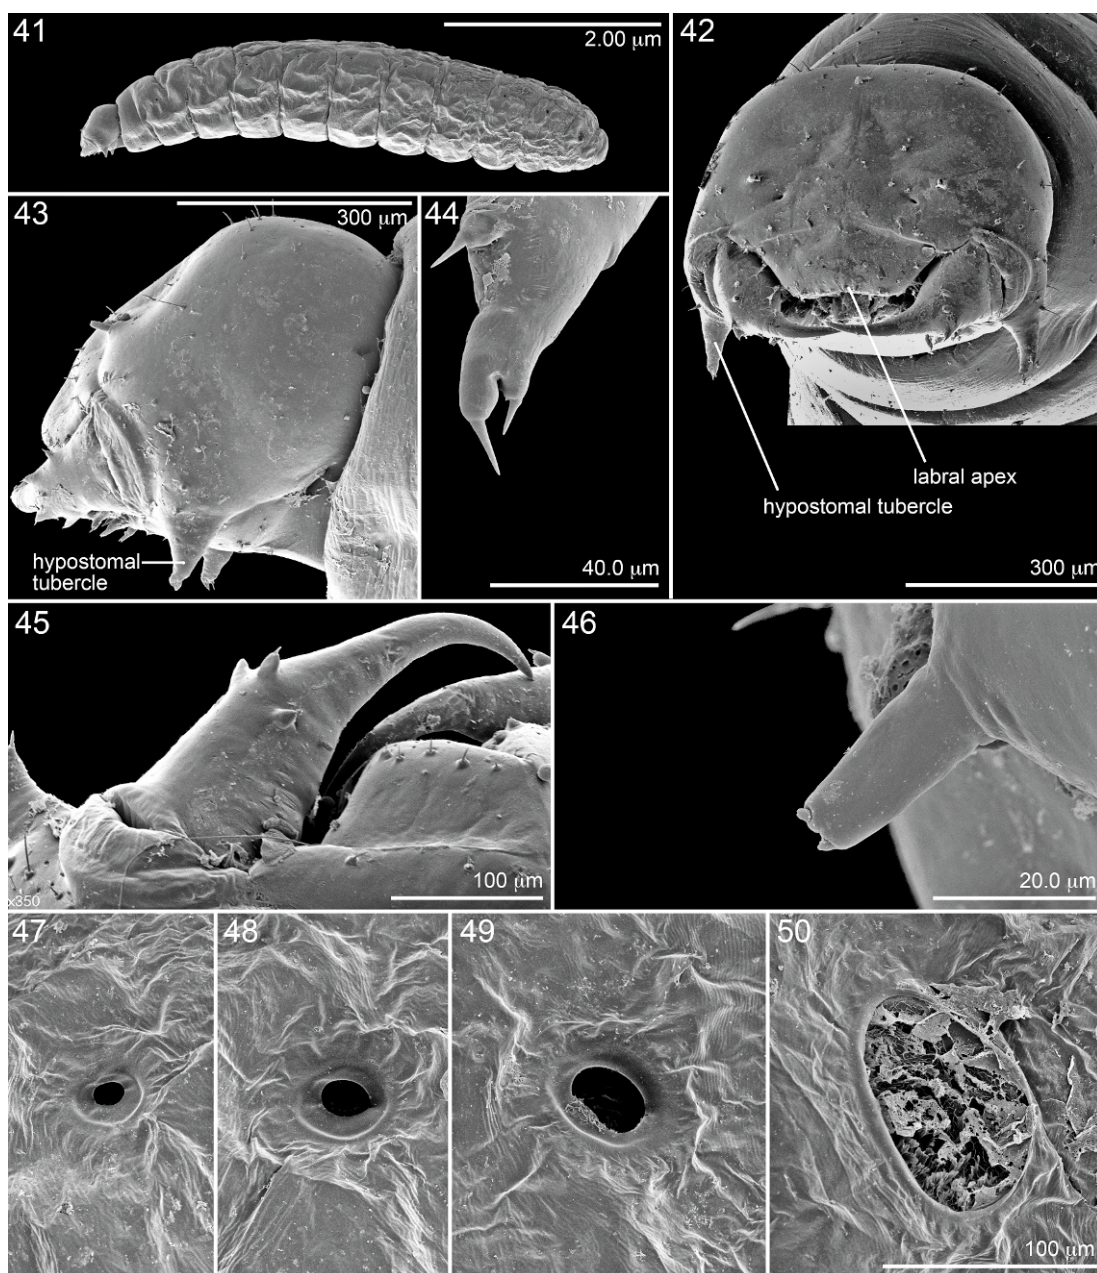 41
2.00 µm
42
labral apex
hypostomal tubercle
300 µm
43
300 µm
hypostomal
tubercle
44
40.0 µm
45
x350
100 µm
46
20.0 µm
47
48
49
50
100 µm